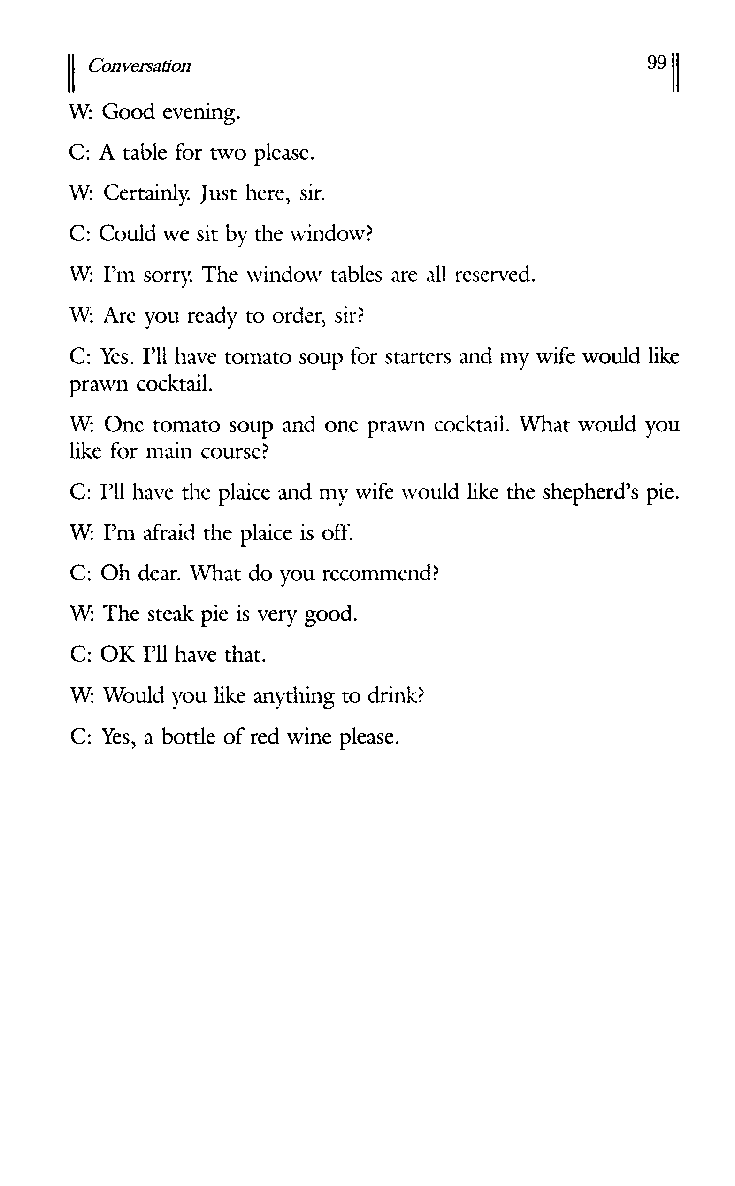 Conversation 99
W: Good evening.
C: A table for two please.
W: Certainly. Just here, sir.
C: Could we sit by the window?
W: I'm sorry. The window tables are all reserved.
W: Are you ready to order, sir?
C: Yes. I'll have tomato soup for starters and my wife would like
prawn cocktail.
W: One tomato soup and one prawn cocktail. What would you
like for main course?
C: I'll have the plaice and my wife would like the shepherd's pie.
W: I'm afraid the plaice is off.
C: Oh dear. What do you recommend?
W: The steak pie is very good.
C: OK I'll have that.
W: Would you like anything to drink?
C: Yes, a bottle of red wine please.